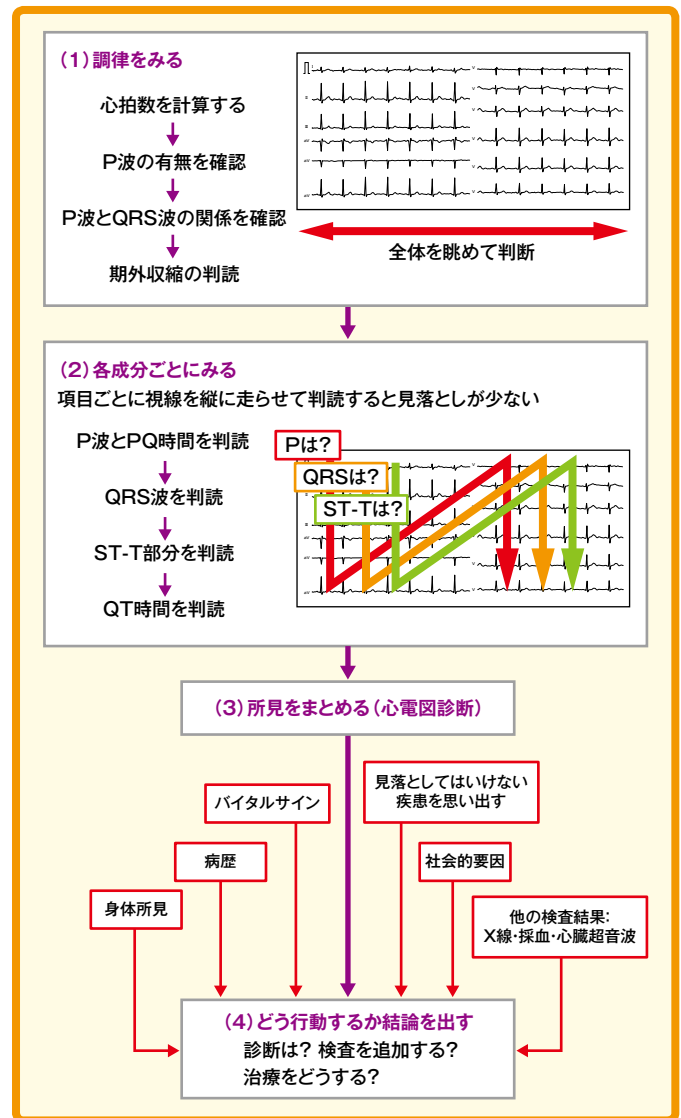 (1)調律をみる
心拍数を計算する
P波の有無を確認
P波とQRS波の関係を確認
期外収縮の判読
全体を眺めて判断
(2)各成分ごとにみる
項目ごとに視線を縦に走らせて判読すると見落としが少ない
P波とPQ時間を判読
QRS波を判読
ST-T部分を判読
QT時間を判読
Pは?
QRSは?
ST-Tは?
(3)所見をまとめる(心電図診断)
見落としてはいけない
疾患を思い出す
バイタルサイン
病歴
社会的要因
身体所見
他の検査結果:
X線・採血・心臓超音波
(4)どう行動するか結論を出す
診断は? 検査を追加する?
治療をどうする?